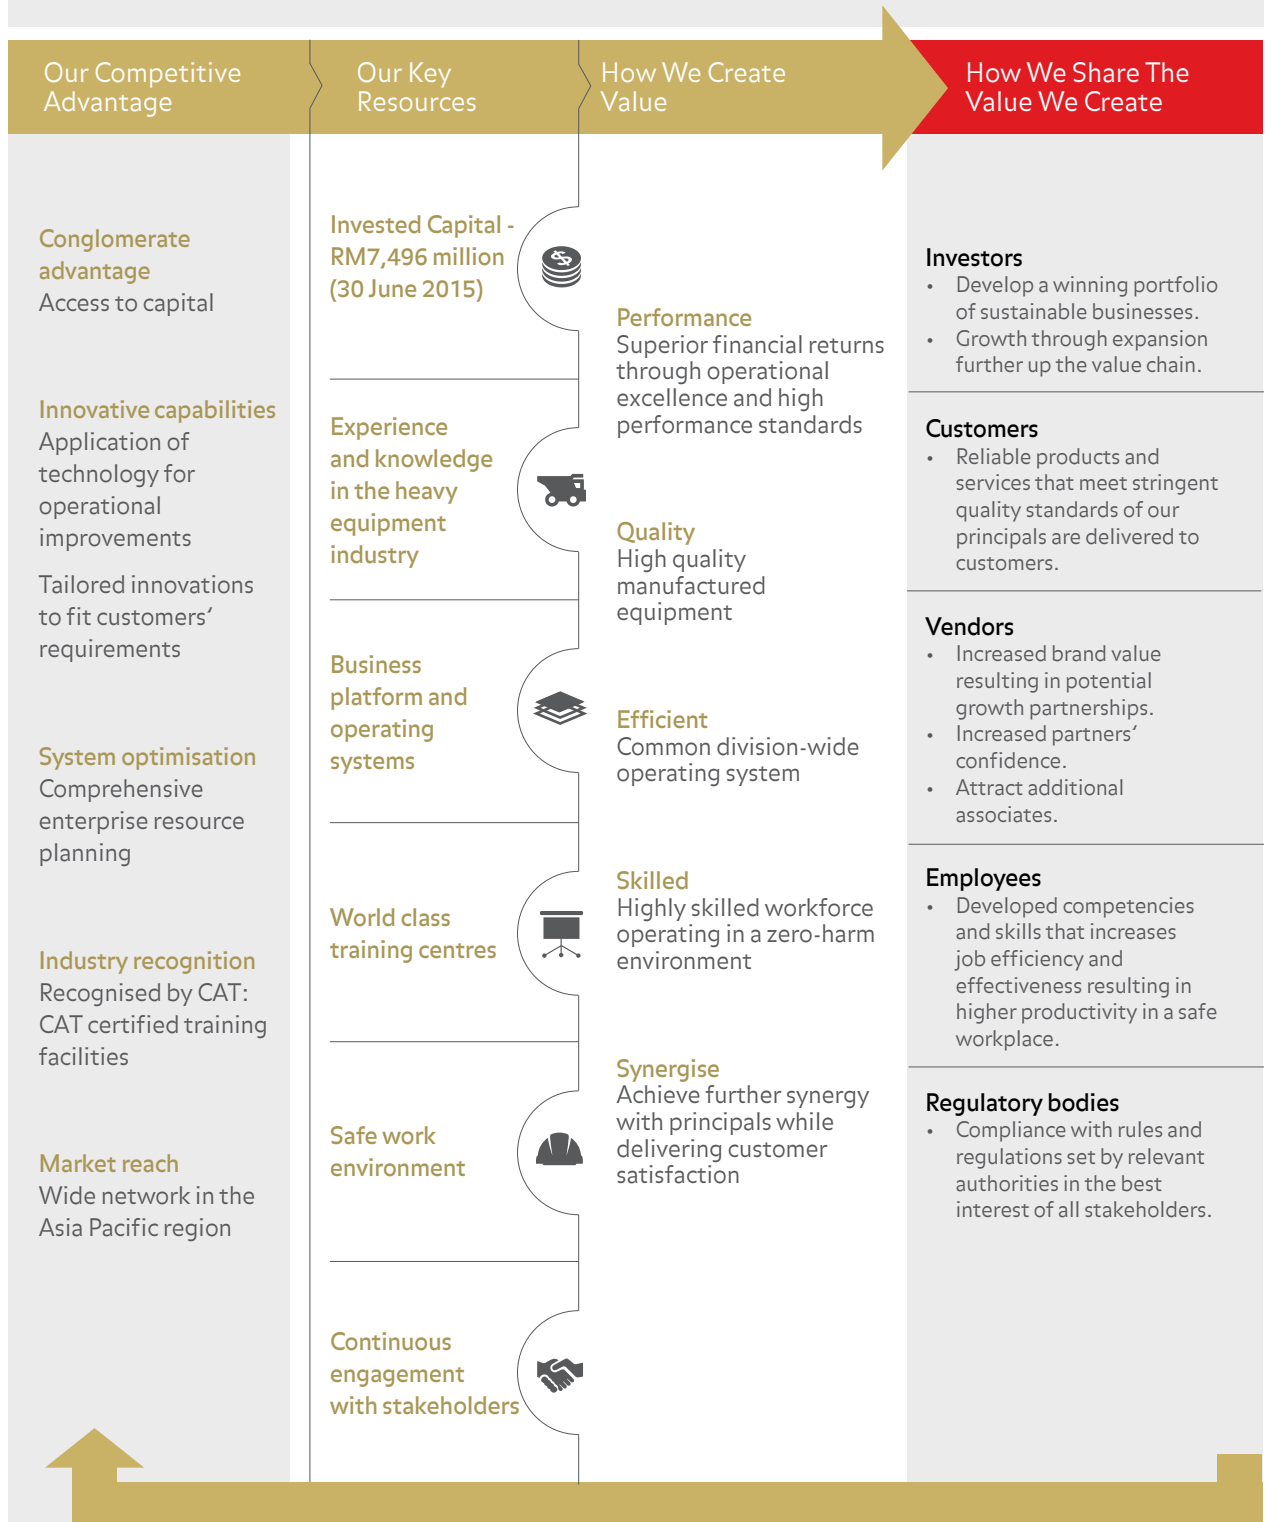 Our Competitive
Advantage
Our Key
Resources
How We Create
Value
How We Share The
Value We Create
Conglomerate
advantage
Access to capital
Innovative capabilities
Application of
technology for
operational
improvements
Tailored innovations
to fit customers’
requirements
System optimisation
Comprehensive
enterprise resource
planning
Industry recognition
Recognised by CAT:
CAT certified training
facilities
Market reach
Wide network in the
Asia Pacific region
Invested Capital -
RM7,496 million
(30 June 2015)
Experience
and knowledge
in the heavy
equipment
industry
Business
platform and
operating
systems
World class
training centres
Safe work
environment
Continuous
engagement
with stakeholders
Performance
Superior financial returns
through operational
excellence and high
performance standards
Quality
High quality
manufactured
equipment
Efficient
Common division-wide
operating system
Skilled
Highly skilled workforce
operating in a zero-harm
environment
Synergise
Achieve further synergy
with principals while
delivering customer
satisfaction
Investors
• Develop a winning portfolio
of sustainable businesses.
• Growth through expansion
further up the value chain.
Customers
• Reliable products and
services that meet stringent
quality standards of our
principals are delivered to
customers.
Vendors
• Increased brand value
resulting in potential
growth partnerships.
• Increased partners’
confidence.
• Attract additional
associates.
Employees
• Developed competencies
and skills that increases
job efficiency and
effectiveness resulting in
higher productivity in a safe
workplace.
Regulatory bodies
• Compliance with rules and
regulations set by relevant
authorities in the best
interest of all stakeholders.